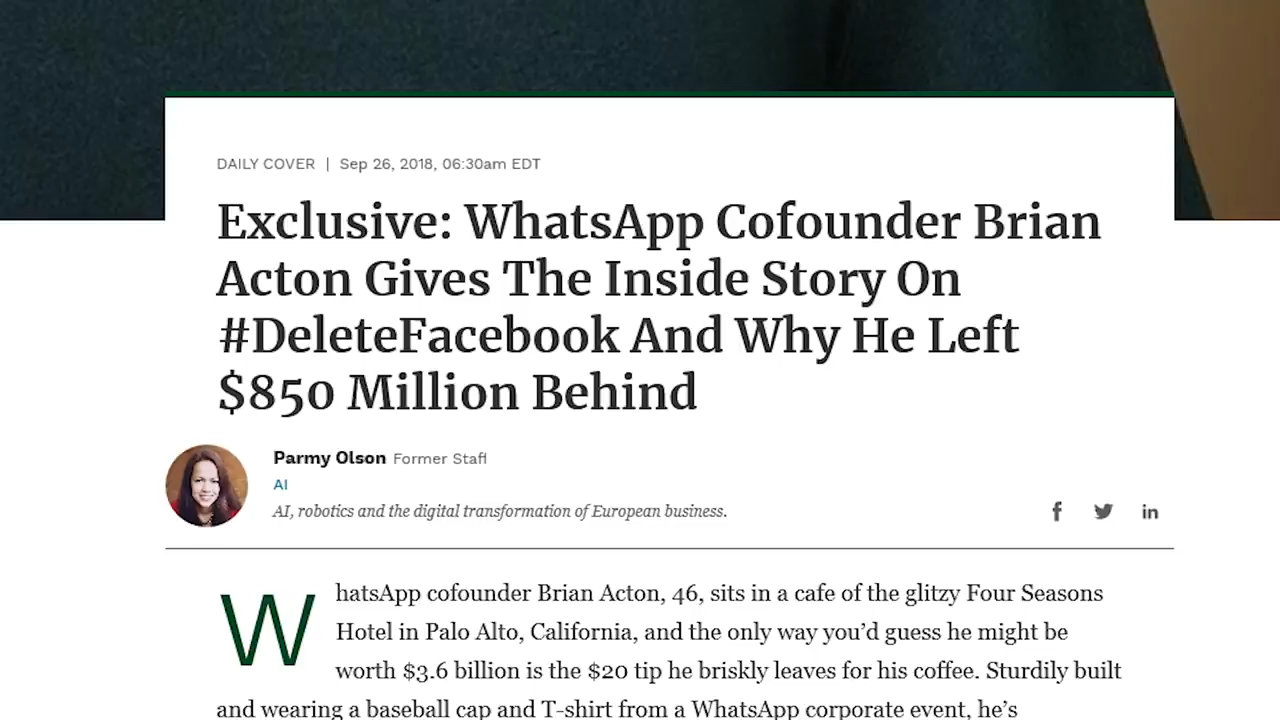 DAILY COVER | Sep 26, 2018, 06:30am EDT
Exclusive: WhatsApp Cofounder Brian
Acton Gives The Inside Story On
#DeleteFacebook And Why He Left
$850 Million Behind
Parmy Olson Former Staff
AI
AI, robotics and the digital transformation of European business.
WhatsApp cofounder Brian Acton, 46, sits in a cafe of the glitzy Four Seasons
Hotel in Palo Alto, California, and the only way you’d guess he might be
worth $3.6 billion is the $20 tip he briskly leaves for his coffee. Sturdily built
and wearing a baseball cap and T-shirt from a WhatsApp corporate event, he’s